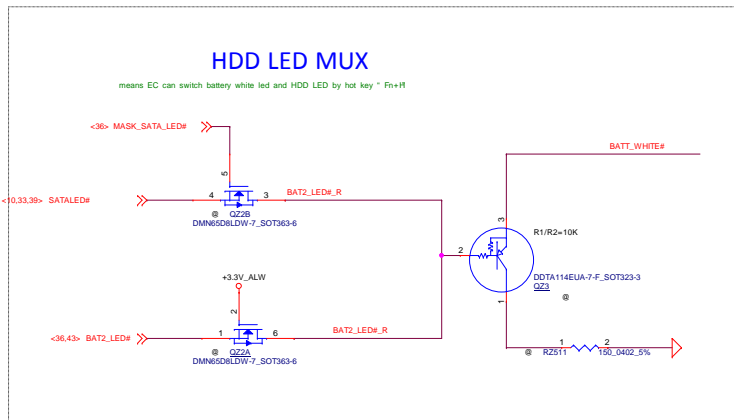 HDD LED MUX
means EC can switch battery white led and HDD LED by hot key " Fn+H"
<36> MASK_SATA_LED#
BATT_WHITE#
5
<10,33.39> SATALED#
4
3
BAT2_LED#_R
@
QZ2B
DMN65D8LDW-7_SOT363-6
3
R1/R2=10K
2
DDTA114EUA-7-F_SOT323-3
QZ3
@
1
+3.3V_ALW
2
<36,43> BAT2_LED#
1
6
BAT2_LED#_R
@
QZ2A
DMN65D8LDW-7_SOT363-6
@
RZ511
1
2
150_0402_5%